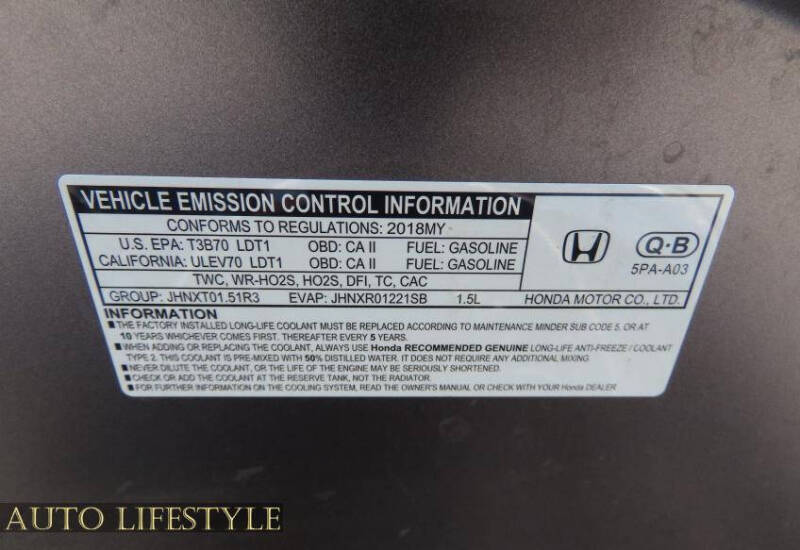 VEHICLE EMISSION CONTROL INFORMATION
CONFORMS TO REGULATIONS: 2018MY
U.S. EPA: T3B70 LDT1 OBD: CA II FUEL: GASOLINE
CALIFORNIA: ULEV70 LDT1 OBD: CA II FUEL: GASOLINE
TWC, WR-HO2S, HO2S, DFI, TC, CAC
GROUP: JHNXT01.51R3 EVAP: JHNXR01221SB 1.5L
Q-B
5PA-A03
HONDA MOTOR CO., LTD.
INFORMATION
■THE FACTORY INSTALLED LONG-LIFE COOLANT MUST BE REPLACED ACCORDING TO MAINTENANCE MINDER SUB CODE 5. OR AT
10 YEARS WHICHEVER COMES FIRST. THEREAFTER EVERY 5 YEARS.
■WHEN ADDING OR REPLACING THE COOLANT, ALWAYS USE Honda RECOMMENDED GENUINE LONG-LIFE ANTI-FREEZE / COOLANT
TYPE 2. THIS COOLANT IS PRE-MIXED WITH 50% DISTILLED WATER. IT DOES NOT REQUIRE ANY ADDITIONAL MIXING.
■NEVER DILUTE THE COOLANT, OR THE LIFE OF THE ENGINE MAY BE SERIOUSLY SHORTENED.
■CHECK OR ADD THE COOLANT AT THE RESERVE TANK, NOT THE RADIATOR.
■FOR FURTHER INFORMATION ON THE COOLING SYSTEM, READ THE OWNER'S MANUAL OR CHECK WITH YOUR Honda DEALER
AUTO LIFESTYLE